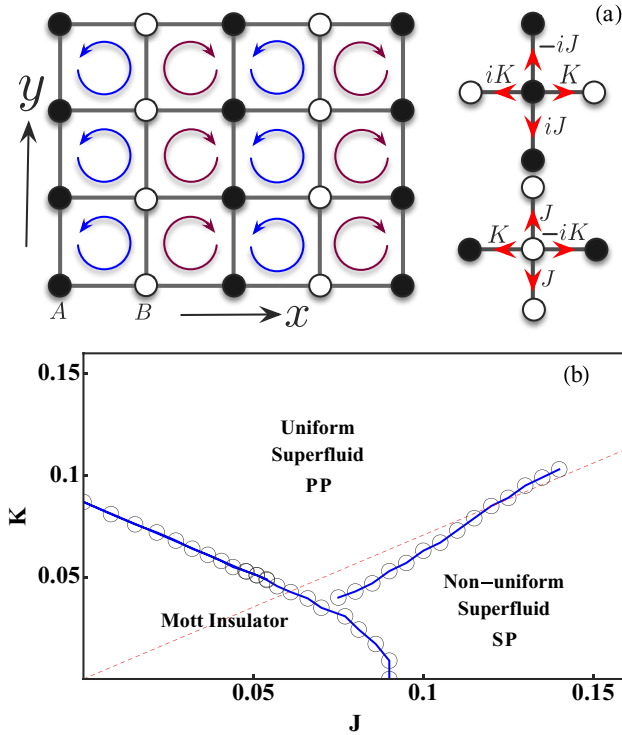 (a)
−iJ
iK K
y
iJ
J
K −iK
J
A B x
(b)
0.15
Uniform
Superfluid
PP
0.1
K
0.05
Mott Insulator
Non−uniform
Superfluid
SP
0.05 0.1 0.15
J